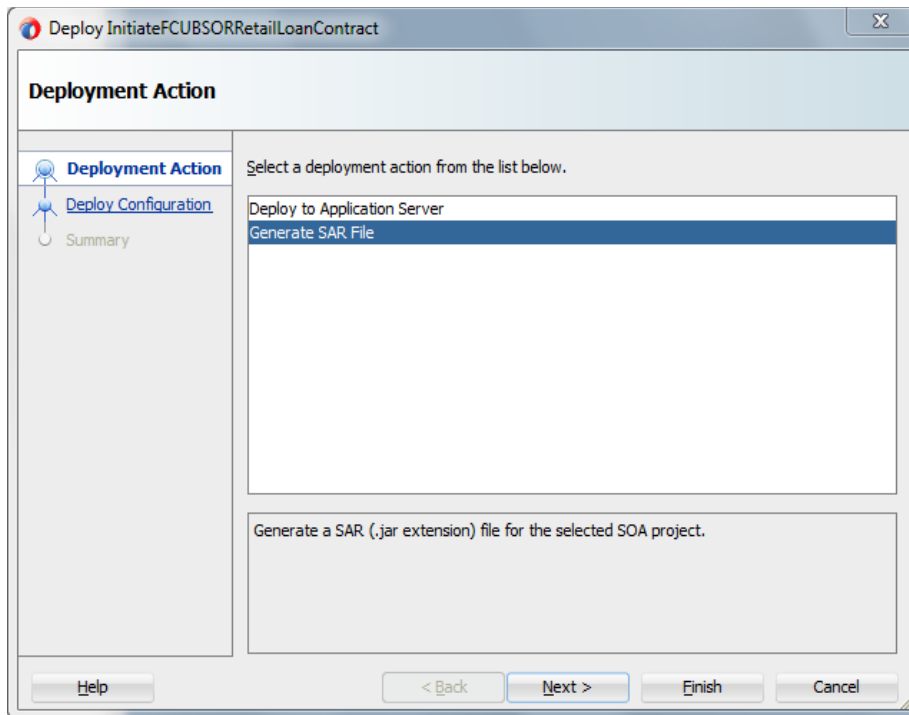 Deploy InitiateFCUBSORRetailLoanContract
Deployment Action
Deployment Action
Deploy Configuration
Summary
Select a deployment action from the list below.
Deploy to Application Server
Generate SAR File
Generate a SAR (.jar extension) file for the selected SOA project.
Help
< Back
Next >
Finish
Cancel